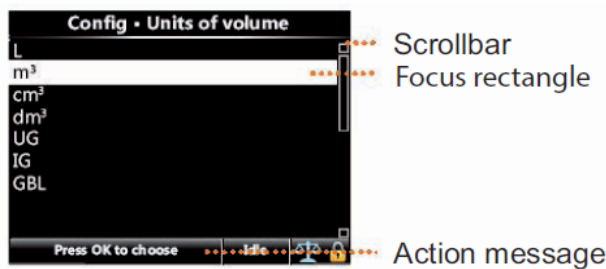 Config • Units of volume
L
Scrollbar
m³
Focus rectangle
cm³
dm³
UG
IG
GBL
Press OK to choose
Idle
Action message